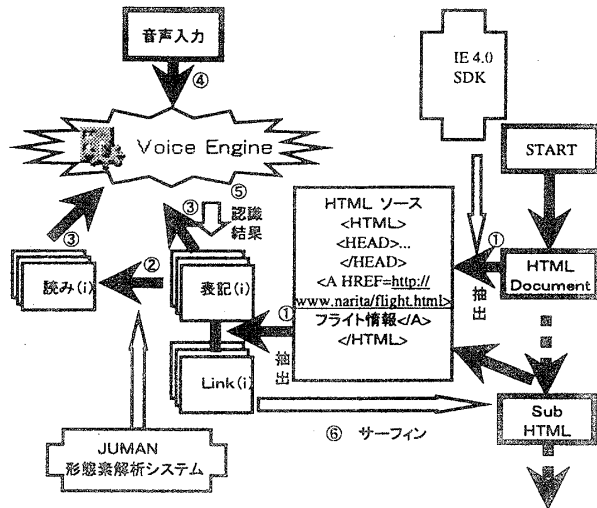 音声入力
④
Voice Engine
IE 4.0
SDK
START
⑤
③
認識
結果
③
読み(i)
②
表記(i)
Link(i)
①
抽
出
HTML ソース
<HTML>
<HEAD>...
</HEAD>
<A HREF=http://
www.narita/flight.html>
フライト情報</A>
</HTML>
①
抽
出
HTML
Document
⑥ サーフィン
Sub
HTML
JUMAN
形態素解析システム